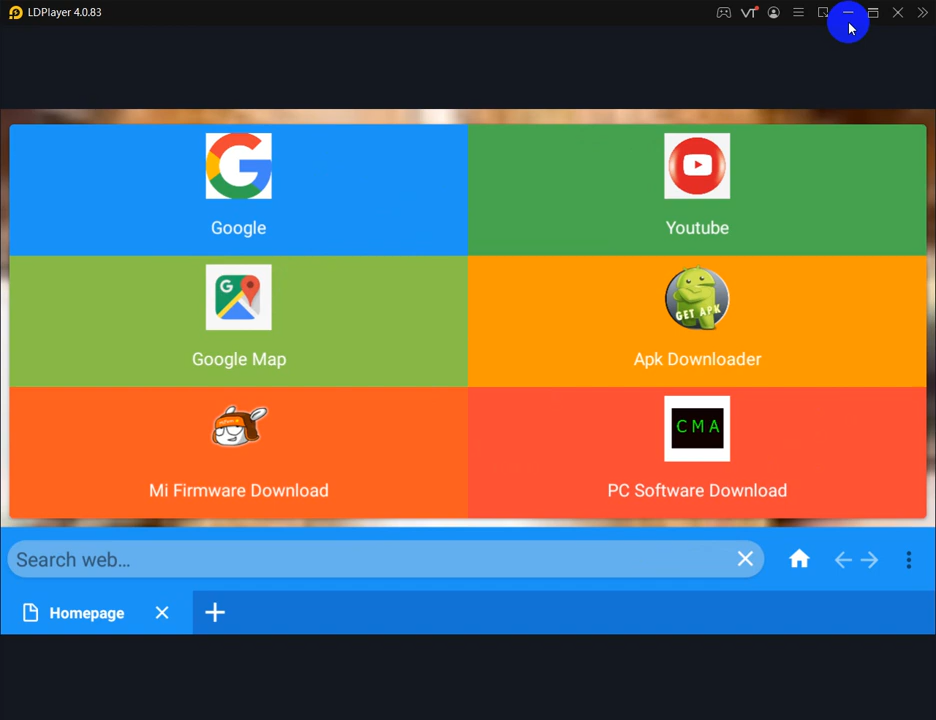 LDPlayer 4.0.83
VT
Google
Youtube
G
GET APK
Google Map
Apk Downloader
CMA
Mi Firmware Download
PC Software Download
Search web...
Homepage